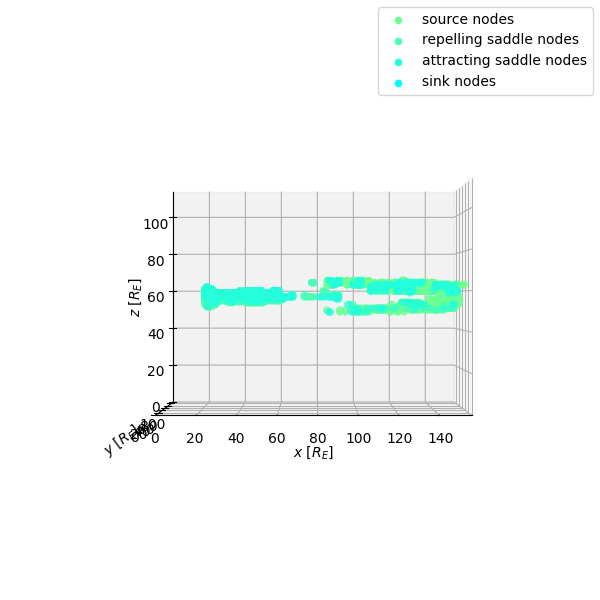 source nodes
repelling saddle nodes
attracting saddle nodes
sink nodes
100
80
60
40
20
0
z [R_E]
y [R_E]
0 20 40 60 80 100 120 140
x [R_E]